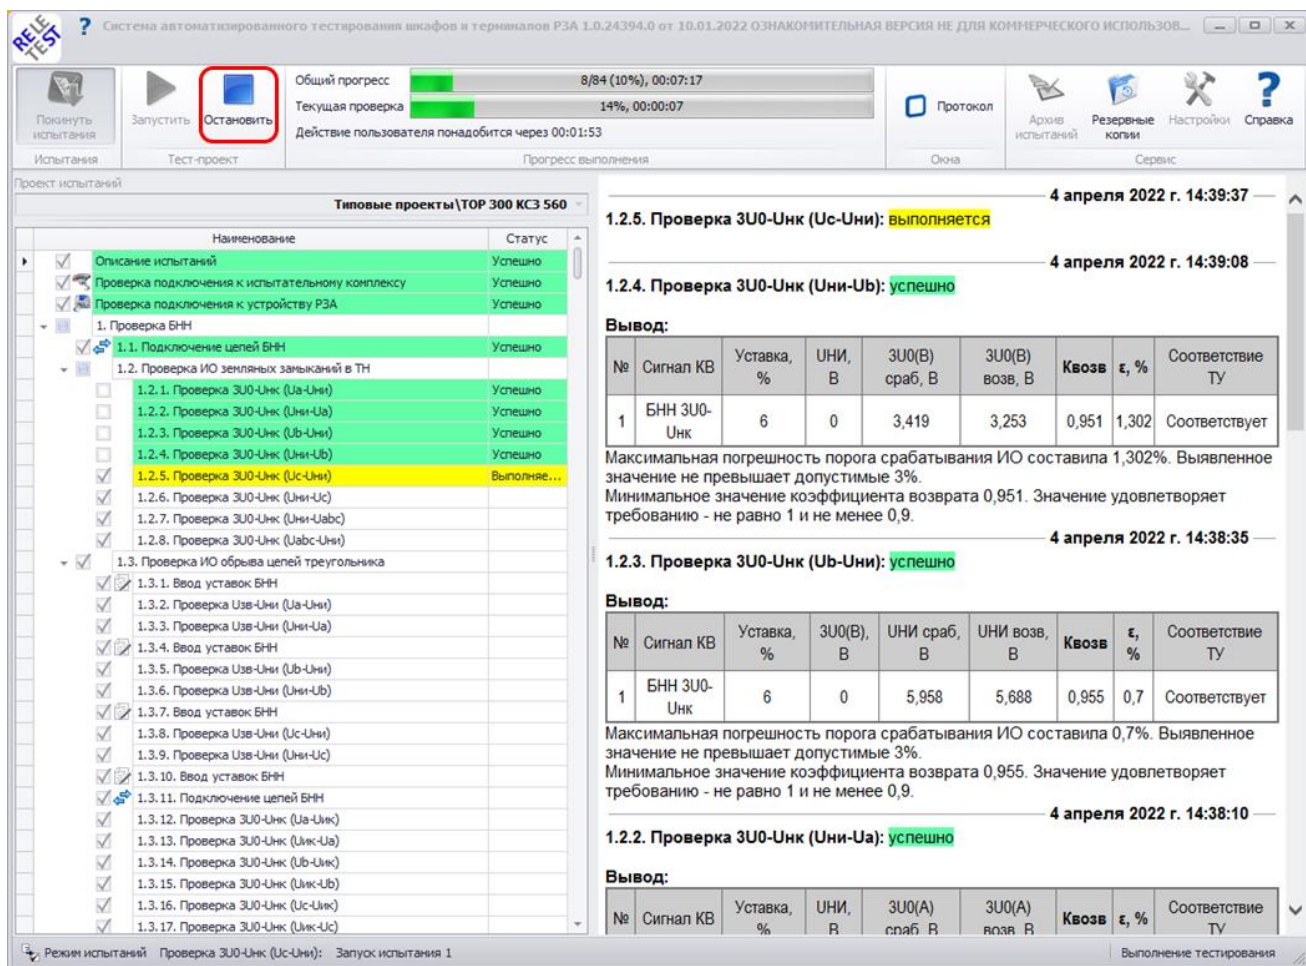 RELE TEST
? Система автоматизированного тестирования шкафов и терминалов РЗА 1.0.24394.0 от 10.01.2022 ОЗНАКОМИТЕЛЬНАЯ ВЕРСИЯ НЕ ДЛЯ КОММЕРЧЕСКОГО ИСПОЛЬЗОВ...
Общий прогресс 8/84 (10%), 00:07:17
Текущая проверка 14%, 00:00:07
Действие пользователя понадобится через 00:01:53
Покинуть испытания
Запустить
Остановить
Протокол
Архив испытаний
Резервные копии
Настройки
Справка
Испытания
Тест-проект
Прогресс выполнения
Окна
Сервис
Проект испытаний
Типовые проекты\ТОР 300 КСЗ 560
Наименование Статус
Описание испытаний Успешно
Проверка подключения к испытательному комплексу Успешно
Проверка подключения к устройству РЗА Успешно
1. Проверка БНН
1.1. Подключение цепей БНН Успешно
1.2. Проверка ИО земляных замыканий в ТН
1.2.1. Проверка 3U0-Uнк (Ua-Uни) Успешно
1.2.2. Проверка 3U0-Uнк (Uни-Ua) Успешно
1.2.3. Проверка 3U0-Uнк (Ub-Uни) Успешно
1.2.4. Проверка 3U0-Uнк (Uни-Ub) Успешно
1.2.5. Проверка 3U0-Uнк (Uc-Uни) Выполняе...
1.2.6. Проверка 3U0-Uнк (Uни-Uc)
1.2.7. Проверка 3U0-Uнк (Uни-Uabc)
1.2.8. Проверка 3U0-Uнк (Uabc-Uни)
1.3. Проверка ИО обрыва цепей треугольника
1.3.1. Ввод уставок БНН
1.3.2. Проверка Uзв-Uни (Ua-Uни)
1.3.3. Проверка Uзв-Uни (Uни-Ua)
1.3.4. Ввод уставок БНН
1.3.5. Проверка Uзв-Uни (Ub-Uни)
1.3.6. Проверка Uзв-Uни (Uни-Ub)
1.3.7. Ввод уставок БНН
1.3.8. Проверка Uзв-Uни (Uc-Uни)
1.3.9. Проверка Uзв-Uни (Uни-Uc)
1.3.10. Ввод уставок БНН
1.3.11. Подключение цепей БНН
1.3.12. Проверка 3U0-Uнк (Ua-Uик)
1.3.13. Проверка 3U0-Uнк (Uик-Ua)
1.3.14. Проверка 3U0-Uнк (Ub-Uик)
1.3.15. Проверка 3U0-Uнк (Uик-Ub)
1.3.16. Проверка 3U0-Uнк (Uc-Uик)
1.3.17. Проверка 3U0-Uнк (Uик-Uc)
4 апреля 2022 г. 14:39:37
1.2.5. Проверка 3U0-Uнк (Uc-Uни): выполняется
4 апреля 2022 г. 14:39:08
1.2.4. Проверка 3U0-Uнк (Uни-Ub): успешно
Вывод:
№ Сигнал КВ Уставка, % UНИ, В 3U0(В) сраб, В 3U0(В) возв, В Kвозв ε, % Соответствие ТУ
1 БНН 3U0-Uнк 6 0 3,419 3,253 0,951 1,302 Соответствует
Максимальная погрешность порога срабатывания ИО составила 1,302%. Выявленное
значение не превышает допустимые 3%.
Минимальное значение коэффициента возврата 0,951. Значение удовлетворяет
требованию - не равно 1 и не менее 0,9.
4 апреля 2022 г. 14:38:35
1.2.3. Проверка 3U0-Uнк (Ub-Uни): успешно
Вывод:
№ Сигнал КВ Уставка, % 3U0(В), В UНИ сраб, В UНИ возв, В Kвозв ε, % Соответствие ТУ
1 БНН 3U0-Uнк 6 0 5,958 5,688 0,955 0,7 Соответствует
Максимальная погрешность порога срабатывания ИО составила 0,7%. Выявленное
значение не превышает допустимые 3%.
Минимальное значение коэффициента возврата 0,955. Значение удовлетворяет
требованию - не равно 1 и не менее 0,9.
4 апреля 2022 г. 14:38:10
1.2.2. Проверка 3U0-Uнк (Uни-Ua): успешно
Вывод:
№ Сигнал КВ Уставка, % UНИ, В 3U0(А) сраб, В 3U0(А) возв, В Kвозв ε, % Соответствие ТУ
Режим испытаний Проверка 3U0-Uнк (Uc-Uни): Запуск испытания 1 Выполнение тестирования